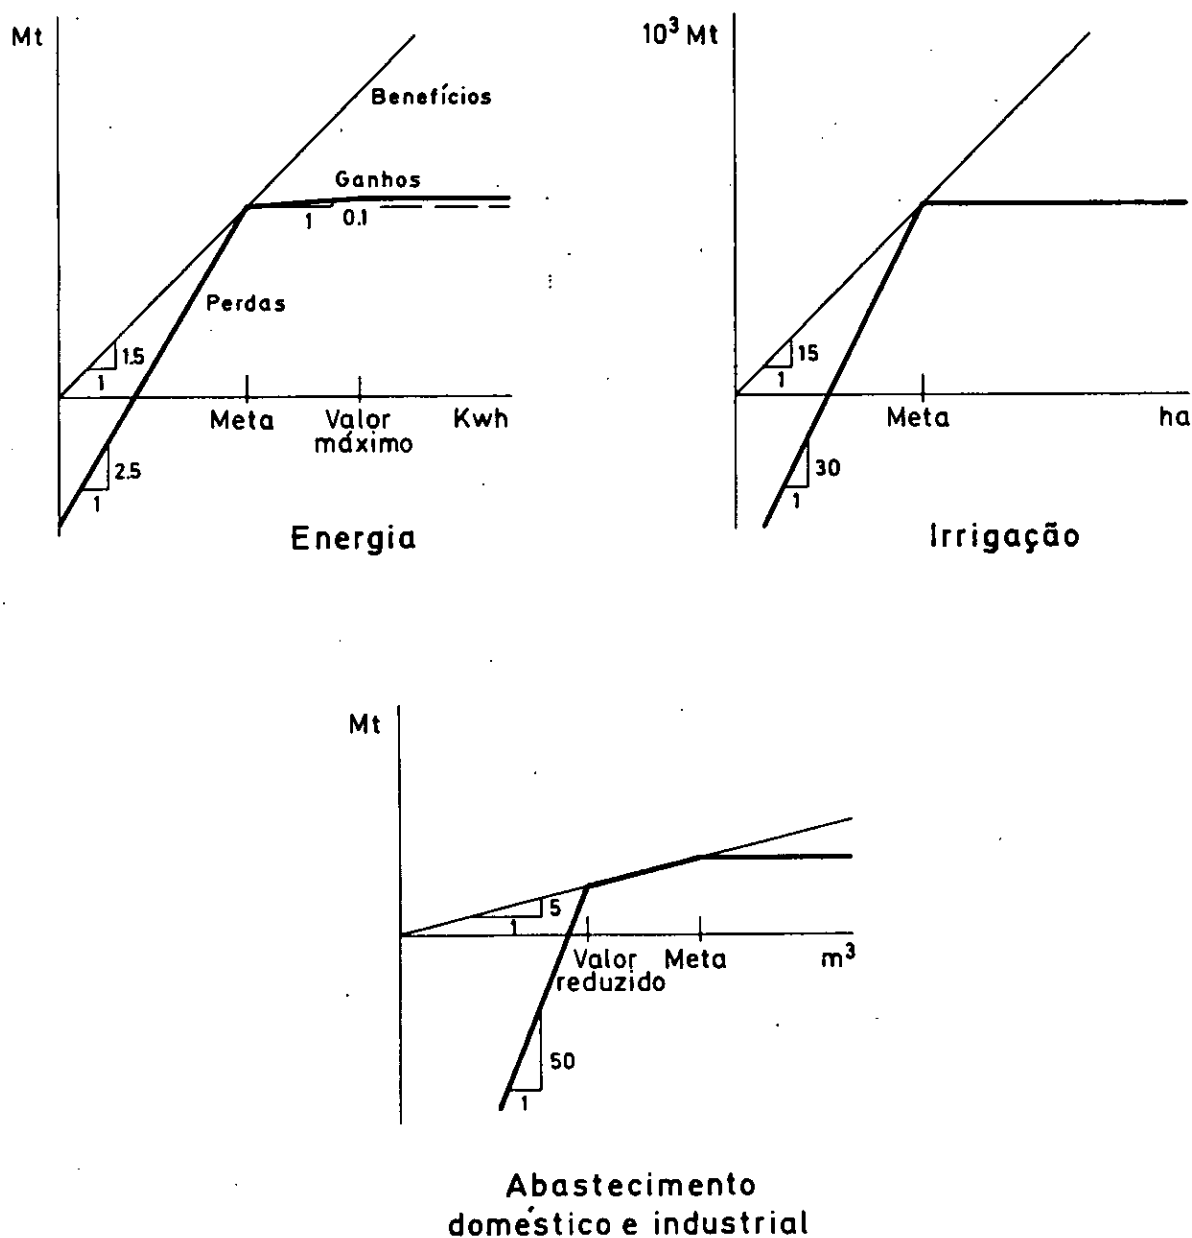 Mt
Benefícios
Ganhos
1 0.1
Perdas
1.5
1
Meta Valor máximo Kwh
2.5
1
Energia
10³ Mt
15
1
Meta ha
30
1
Irrigação
Mt
5
1
Valor reduzido Meta m³
50
1
Abastecimento
doméstico e industrial